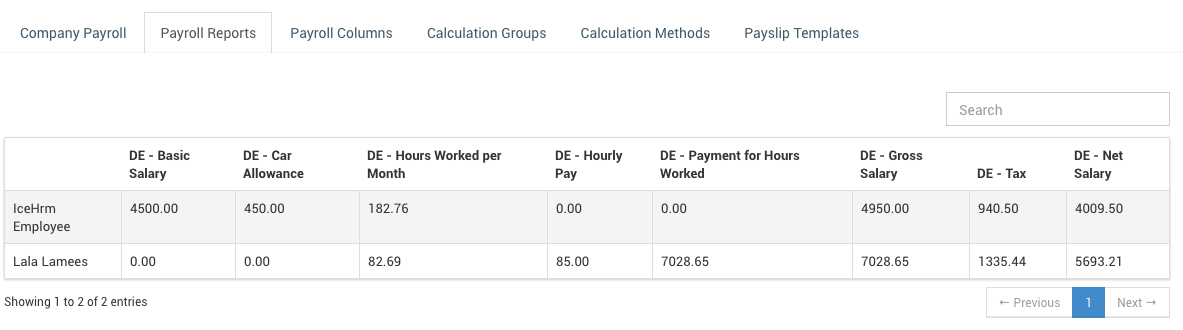 Company Payroll Payroll Reports Payroll Columns Calculation Groups Calculation Methods Payslip Templates
Search
DE - Basic Salary DE - Car Allowance DE - Hours Worked per Month DE - Hourly Pay DE - Payment for Hours Worked DE - Gross Salary DE - Tax DE - Net Salary
IceHrm Employee 4500.00 450.00 182.76 0.00 0.00 4950.00 940.50 4009.50
Lala Lamees 0.00 0.00 82.69 85.00 7028.65 7028.65 1335.44 5693.21
Showing 1 to 2 of 2 entries ← Previous 1 Next →